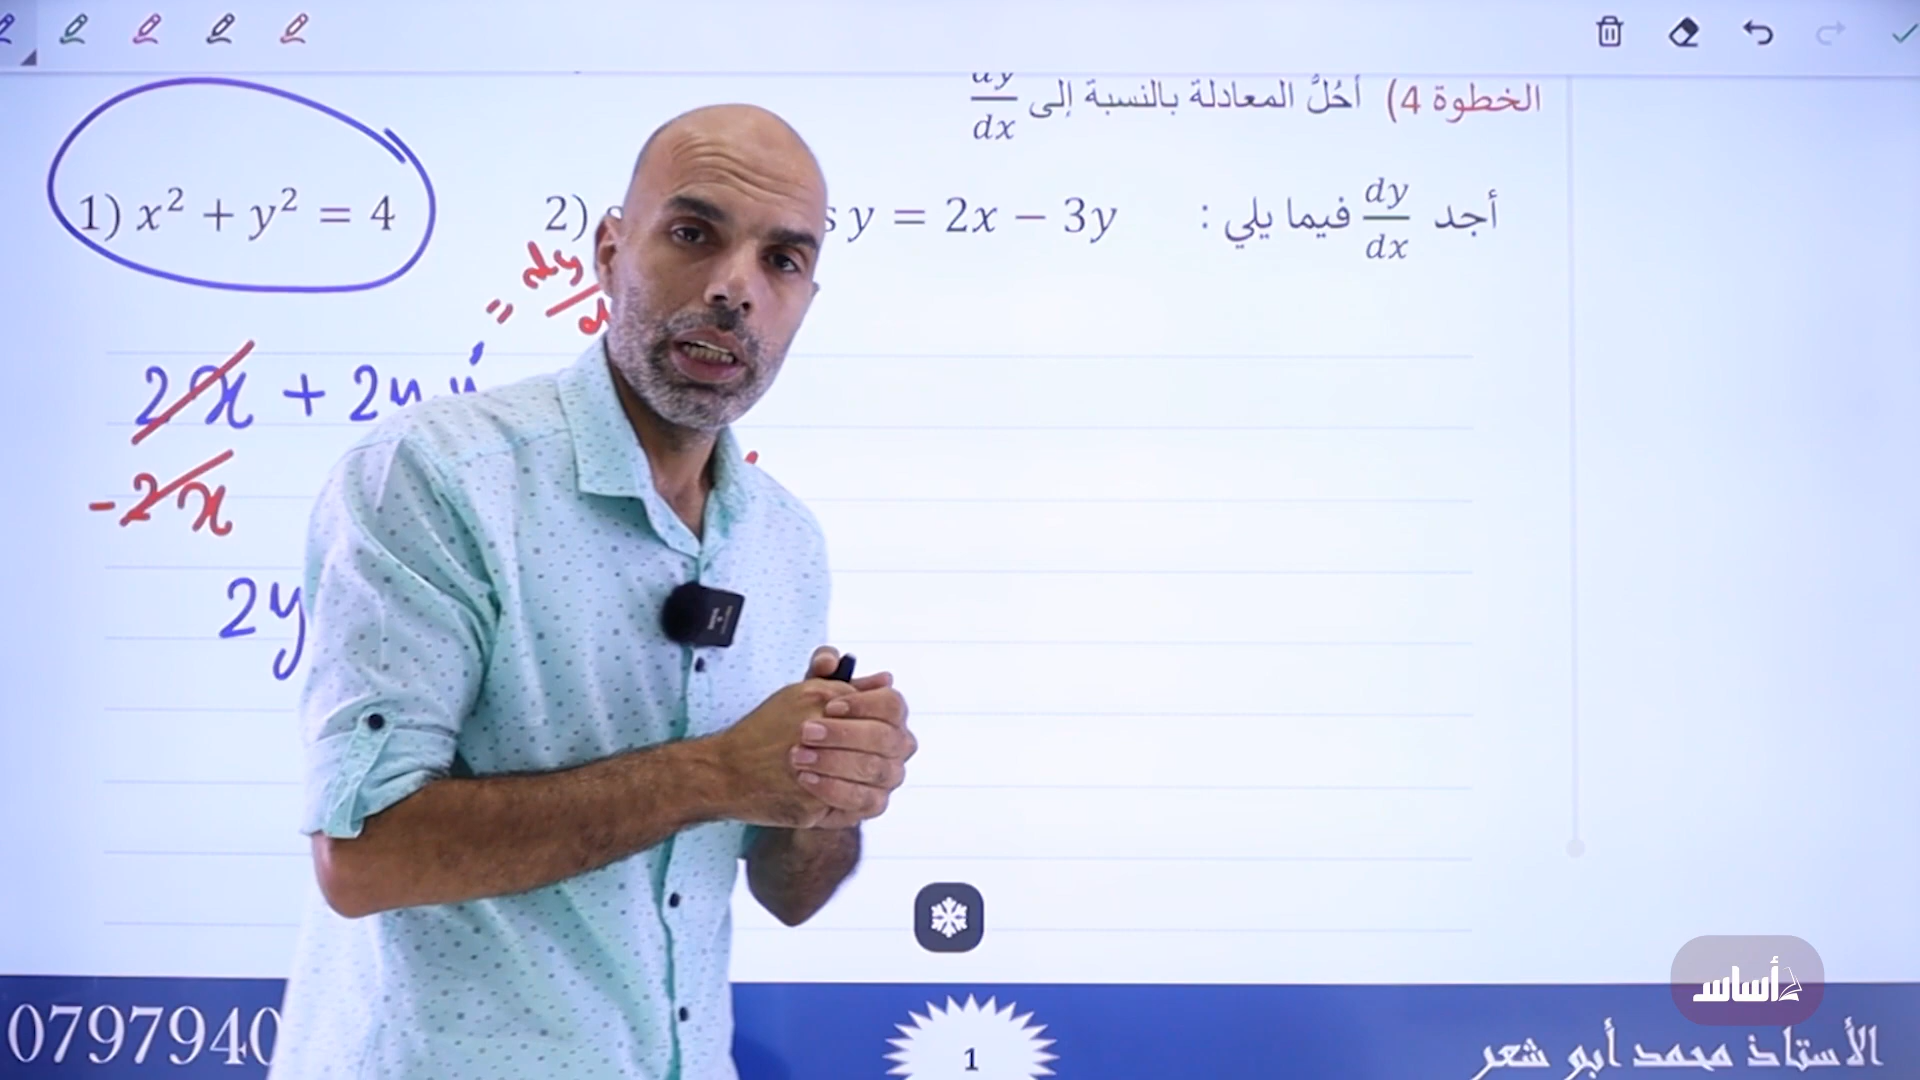 الخطوة 4) أحُلُّ المعادلة بالنسبة إلى dy/dx
أجد dy/dx فيما يلي :
1) x² + y² = 4
2) y = 2x − 3y
= dy
2x + 2y y'
-2x
2y
0797940
1
أساس
الأستاذ محمد أبو شعر